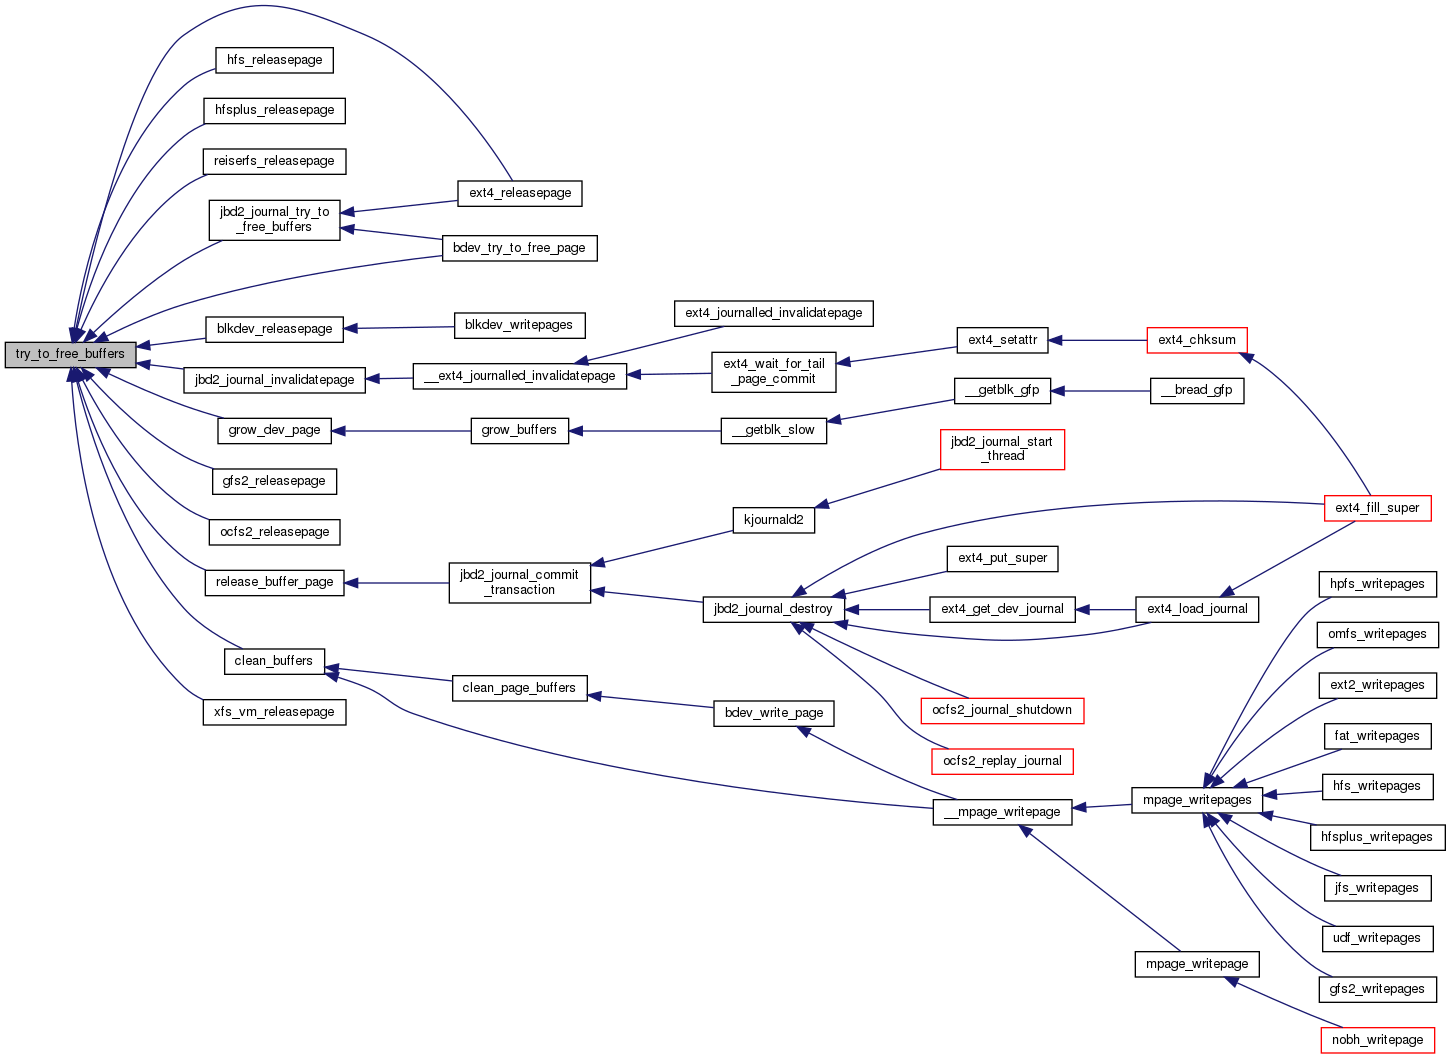 hfs_releasepage
hfsplus_releasepage
reiserfs_releasepage
ext4_releasepage
jbd2_journal_try_to
_free_buffers
bdev_try_to_free_page
ext4_journalled_invalidatepage
blkdev_releasepage
blkdev_writepages
ext4_setattr
ext4_chksum
try_to_free_buffers
ext4_wait_for_tail
_page_commit
jbd2_journal_invalidatepage
__ext4_journalled_invalidatepage
__getblk_gfp
__bread_gfp
grow_dev_page
grow_buffers
__getblk_slow
jbd2_journal_start
_thread
gfs2_releasepage
ext4_fill_super
kjournald2
ocfs2_releasepage
ext4_put_super
jbd2_journal_commit
_transaction
release_buffer_page
hpfs_writepages
jbd2_journal_destroy
ext4_get_dev_journal
ext4_load_journal
omfs_writepages
clean_buffers
clean_page_buffers
ext2_writepages
xfs_vm_releasepage
bdev_write_page
ocfs2_journal_shutdown
fat_writepages
ocfs2_replay_journal
hfs_writepages
mpage_writepages
__mpage_writepage
hfsplus_writepages
jfs_writepages
udf_writepages
mpage_writepage
gfs2_writepages
nobh_writepage